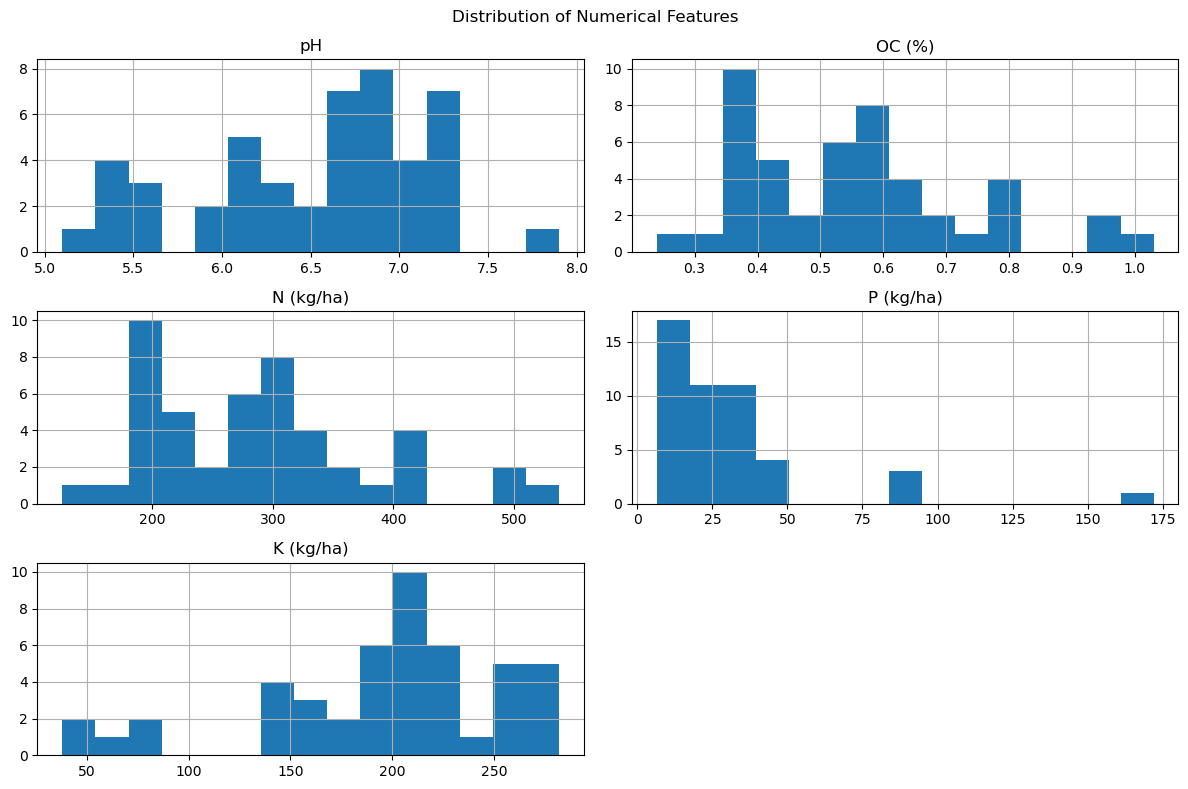 Distribution of Numerical Features
pH
8
6
4
2
0
5.0 5.5 6.0 6.5 7.0 7.5 8.0
OC (%)
10
8
6
4
2
0
0.3 0.4 0.5 0.6 0.7 0.8 0.9 1.0
N (kg/ha)
10
8
6
4
2
0
200 300 400 500
P (kg/ha)
15
10
5
0
0 25 50 75 100 125 150 175
K (kg/ha)
10
8
6
4
2
0
50 100 150 200 250